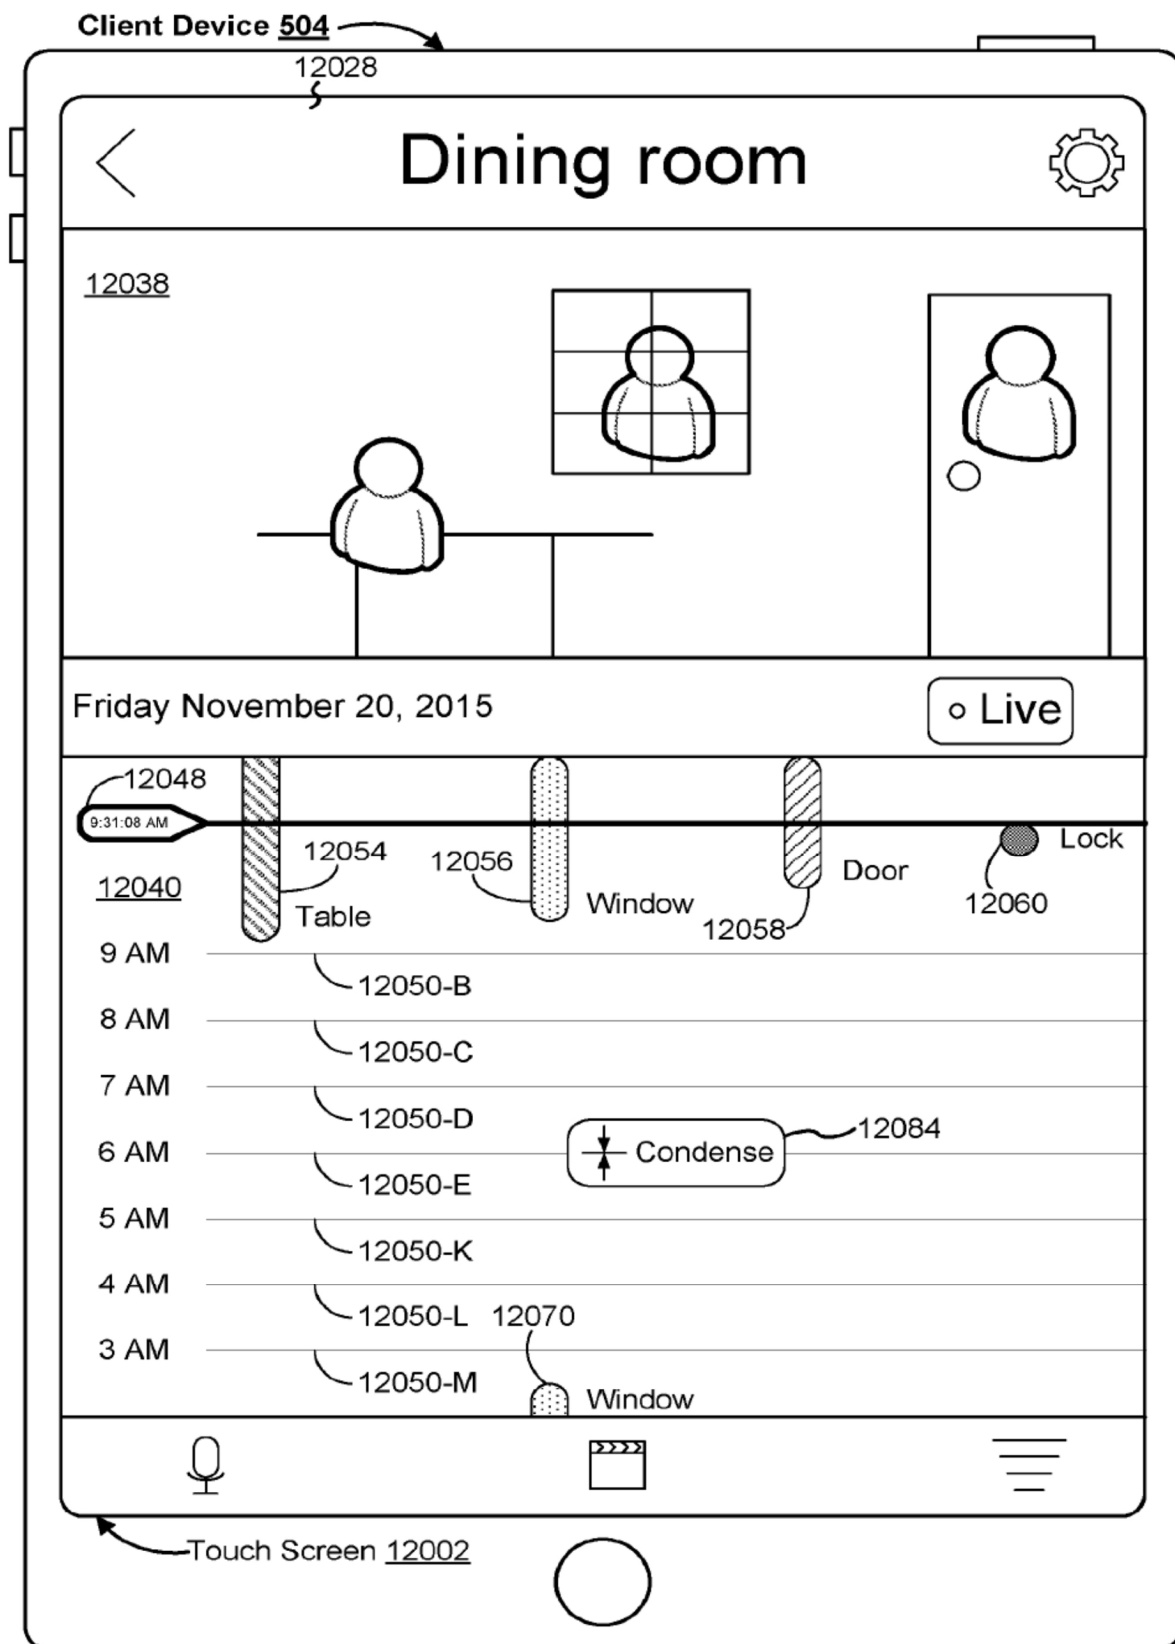 Client Device 504
12028
Dining room
12038
Friday November 20, 2015
Live
12048
9:31:08 AM
12054
12056
Lock
Door
12040
Table
Window
12058
12060
9 AM
12050-B
8 AM
12050-C
7 AM
12050-D
Condense
12084
6 AM
12050-E
5 AM
12050-K
4 AM
12050-L
12070
3 AM
12050-M
Window
Touch Screen 12002